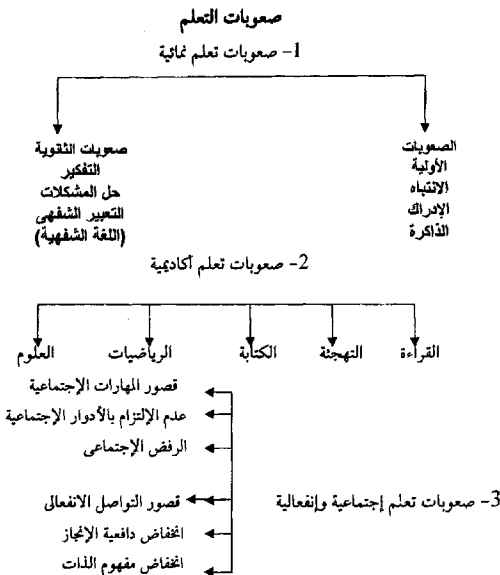 صعوبات التعلم
1- صعوبات تعلم نمائية
الصعوبات
الأولية
الانتباه
الإدراك
الذاكرة
صعوبات الثقوية
التفكير
حل المشكلات
التعبير الشفهى
(اللغة الشفهية)
2- صعوبات تعلم أكاديمية
القراءة
التهجئة
الكتابة
الرياضيات
العلوم
3- صعوبات تعلم إجتماعية وإنفعالية
قصور المهارات الإجتماعية
عدم الإلتزام بالأدوار الإجتماعية
الرفض الإجتماعى
قصور التواصل الانفعالى
انخفاض دافعية الإنجاز
انخفاض مفهوم الذات